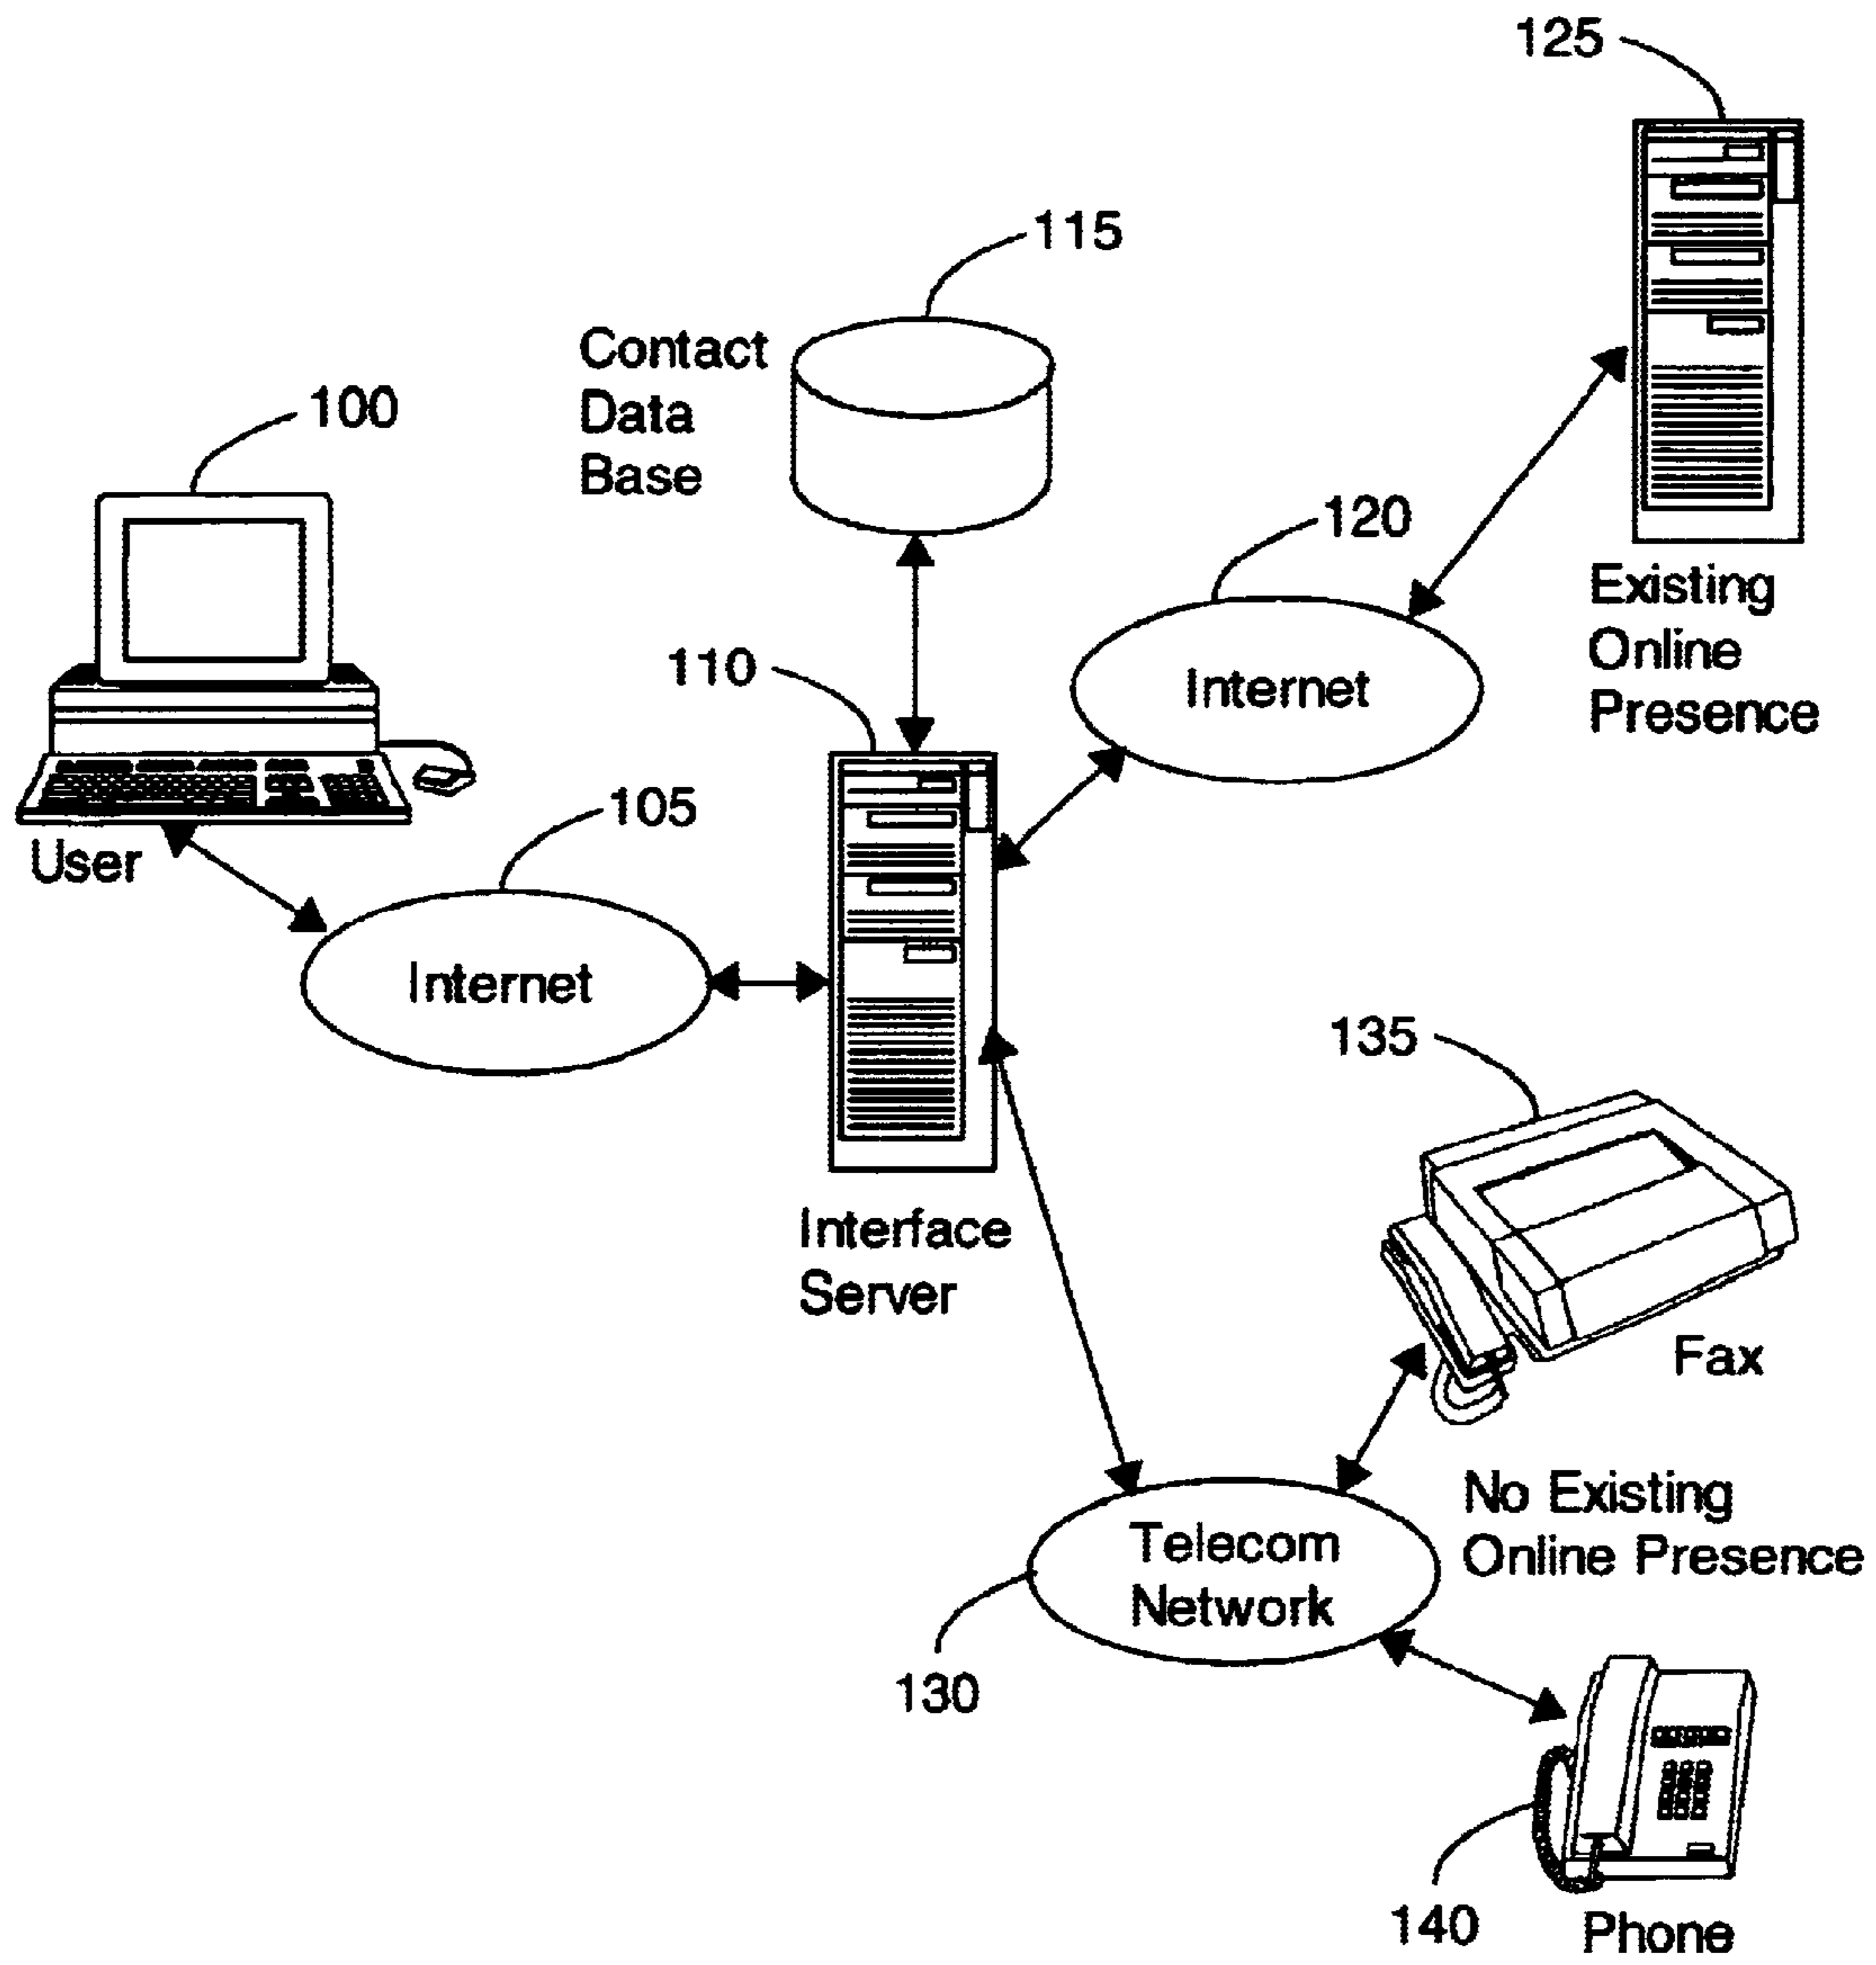 125
115
Contact
Data
Base
100
120
Existing
Online
Presence
110
Internet
105
User
Internet
135
Interface
Server
Fax
No Existing
Online Presence
Telecom
Network
130
140
Phone